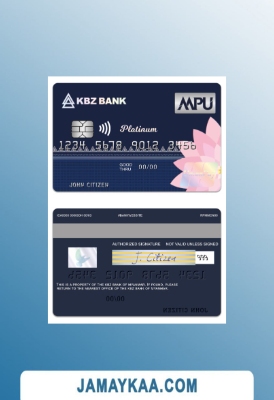 KBZ BANK
MPU
Platinum
1234 5678 9012 3456
GOOD THRU 00/00
JOHN CITIZEN
AUTHORIZED SIGNATURE NOT VALID UNLESS SIGNED
J. Citizen
THIS IS A PROPERTY OF THE KBZ BANK OF MYANMAR. IF FOUND, PLEASE
RETURN TO THE NEAREST OFFICE OF THE KBZ BANK OF MYANMAR.
JAMAYKAA.COM